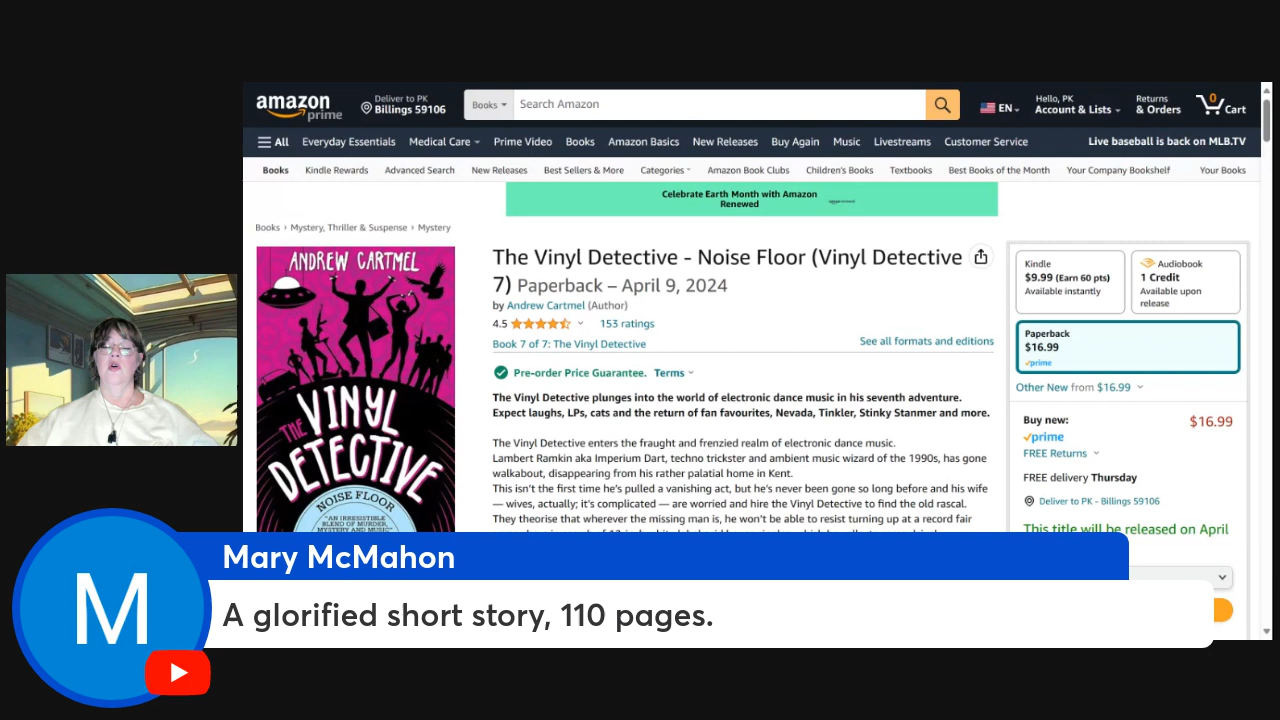 amazon
prime
Deliver to PK
Billings 59106
Books
Search Amazon
EN
Hello, PK
Account & Lists
Returns
& Orders
0
Cart
All
Everyday Essentials
Medical Care
Prime Video
Books
Amazon Basics
New Releases
Buy Again
Music
Livestreams
Customer Service
Live baseball is back on MLB.TV
Books
Kindle Rewards
Advanced Search
New Releases
Best Sellers & More
Categories
Amazon Book Clubs
Children's Books
Textbooks
Best Books of the Month
Your Company Bookshelf
Your Books
Celebrate Earth Month with Amazon
Renewed
Books › Mystery, Thriller & Suspense › Mystery
ANDREW CARTMEL
THE VINYL
DETECTIVE
NOISE FLOOR
"AN IRRESISTIBLE
BLEND OF MURDER,
MYSTERY AND MUSIC"
The Vinyl Detective - Noise Floor (Vinyl Detective
7) Paperback – April 9, 2024
by Andrew Cartmel (Author)
4.5
153 ratings
Book 7 of 7: The Vinyl Detective
See all formats and editions
Pre-order Price Guarantee. Terms
The Vinyl Detective plunges into the world of electronic dance music in his seventh adventure.
Expect laughs, LPs, cats and the return of fan favourites, Nevada, Tinkler, Stinky Stanmer and more.
The Vinyl Detective enters the fraught and frenzied realm of electronic dance music.
Lambert Ramkin aka Imperium Dart, techno trickster and ambient music wizard of the 1990s, has gone
walkabout, disappearing from his rather palatial home in Kent.
This isn't the first time he's pulled a vanishing act, but he's never been gone so long before and his wife
— wives, actually; it's complicated — are worried and hire the Vinyl Detective to find the old rascal.
They theorise that wherever the missing man is, he won't be able to resist turning up at a record fair
Kindle
$9.99 (Earn 60 pts)
Available instantly
Audiobook
1 Credit
Available upon
release
Paperback
$16.99
prime
Other New from $16.99
Buy new:
$16.99
prime
FREE Returns
FREE delivery Thursday
Deliver to PK - Billings 59106
This title will be released on April
Mary McMahon
M
A glorified short story, 110 pages.